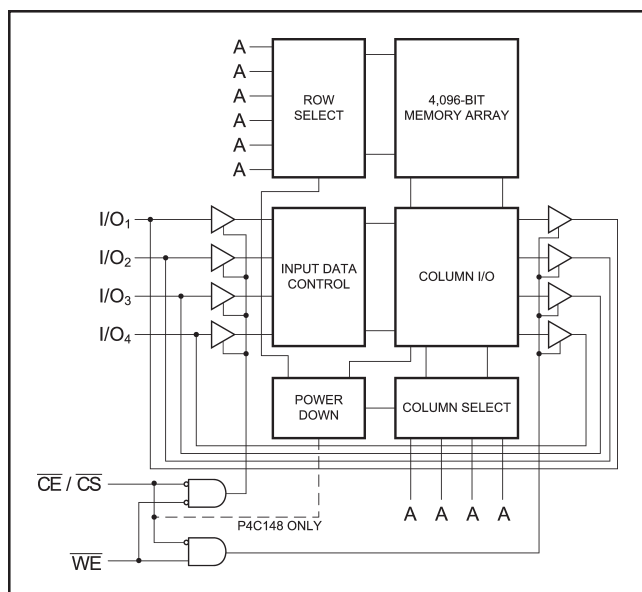 A
A
A
A
A
A
ROW
SELECT
4,096-BIT
MEMORY ARRAY
I/O1
I/O2
I/O3
I/O4
INPUT DATA
CONTROL
COLUMN I/O
POWER
DOWN
COLUMN SELECT
CE / CS
P4C148 ONLY
A A A A
WE